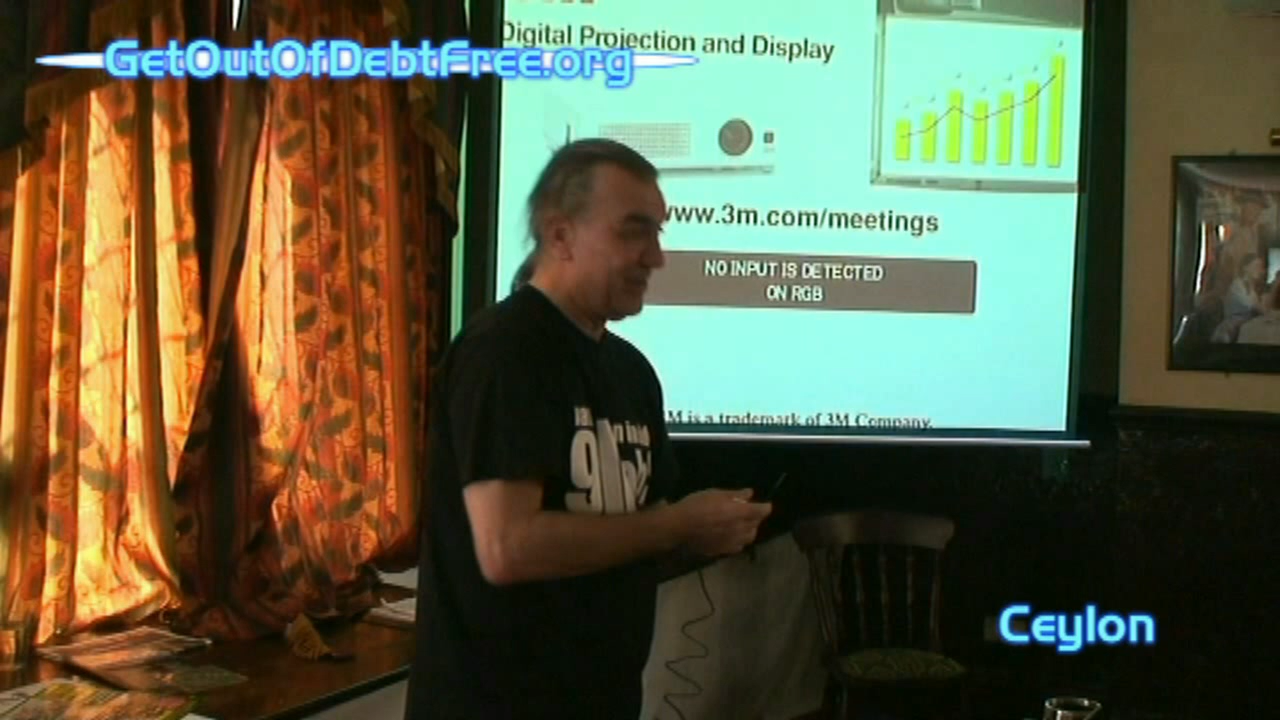 Digital Projection and Display
GetOutOfDebtFree.org
www.3m.com/meetings
NO INPUT IS DETECTED
ON RGB
is a trademark of 3M Company.
Ceylon